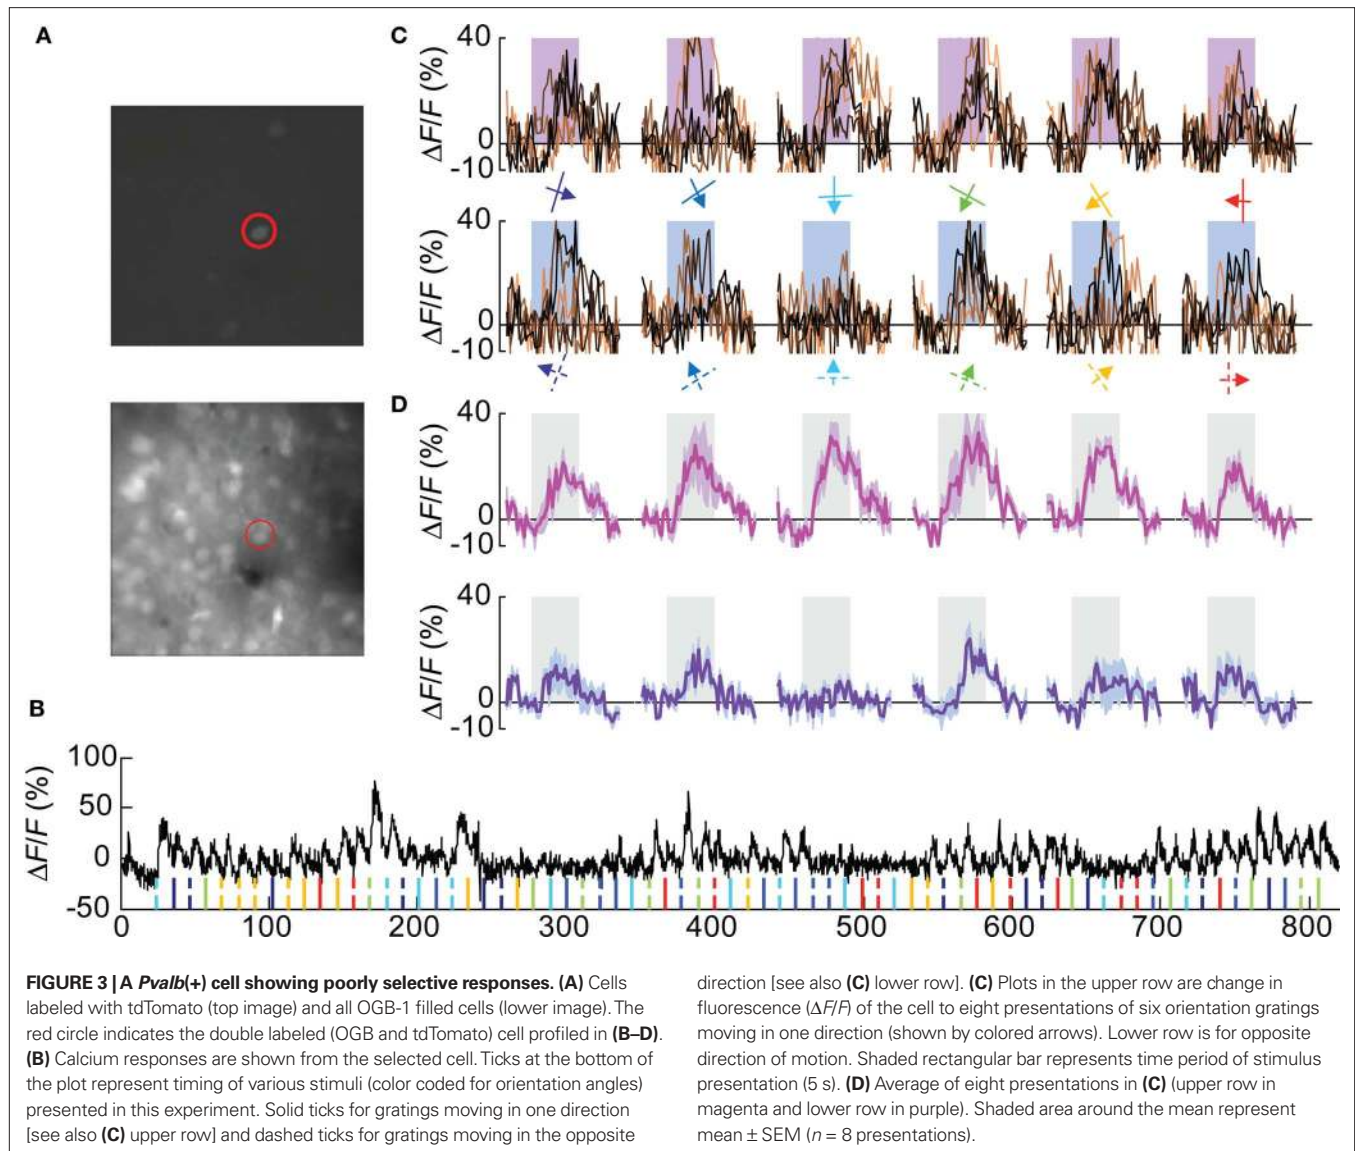 A
C
40
ΔF/F (%)
0
-10
40
ΔF/F (%)
0
-10
D
40
ΔF/F (%)
0
-10
40
ΔF/F (%)
0
-10
B
100
50
0
-50
ΔF/F (%)
0 100 200 300 400 500 600 700 800
FIGURE 3 | A Pvalb(+) cell showing poorly selective responses. (A) Cells
labeled with tdTomato (top image) and all OGB-1 filled cells (lower image). The
red circle indicates the double labeled (OGB and tdTomato) cell profiled in (B–D).
(B) Calcium responses are shown from the selected cell. Ticks at the bottom of
the plot represent timing of various stimuli (color coded for orientation angles)
presented in this experiment. Solid ticks for gratings moving in one direction
[see also (C) upper row] and dashed ticks for gratings moving in the opposite
direction [see also (C) lower row]. (C) Plots in the upper row are change in
fluorescence (ΔF/F) of the cell to eight presentations of six orientation gratings
moving in one direction (shown by colored arrows). Lower row is for opposite
direction of motion. Shaded rectangular bar represents time period of stimulus
presentation (5 s). (D) Average of eight presentations in (C) (upper row in
magenta and lower row in purple). Shaded area around the mean represent
mean ± SEM (n = 8 presentations).